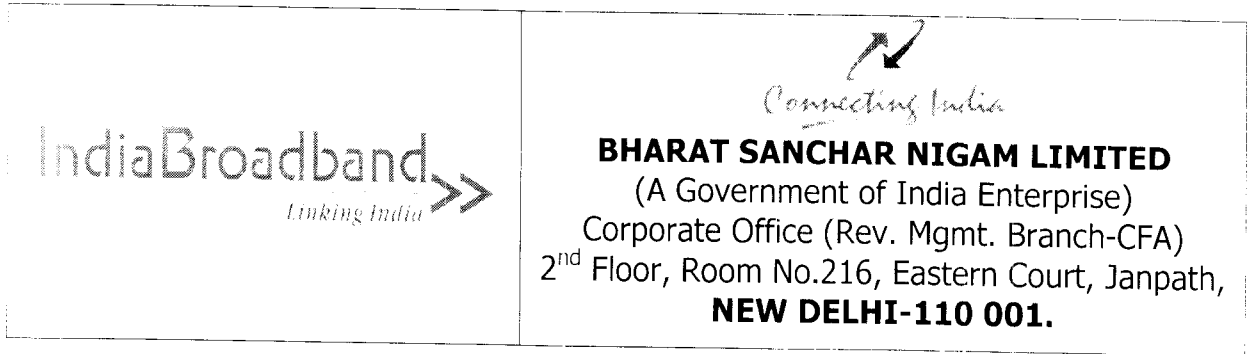 IndiaBroadband
Linking India
Connecting India
BHARAT SANCHAR NIGAM LIMITED
(A Government of India Enterprise)
Corporate Office (Rev. Mgmt. Branch-CFA)
2nd Floor, Room No.216, Eastern Court, Janpath,
NEW DELHI-110 001.